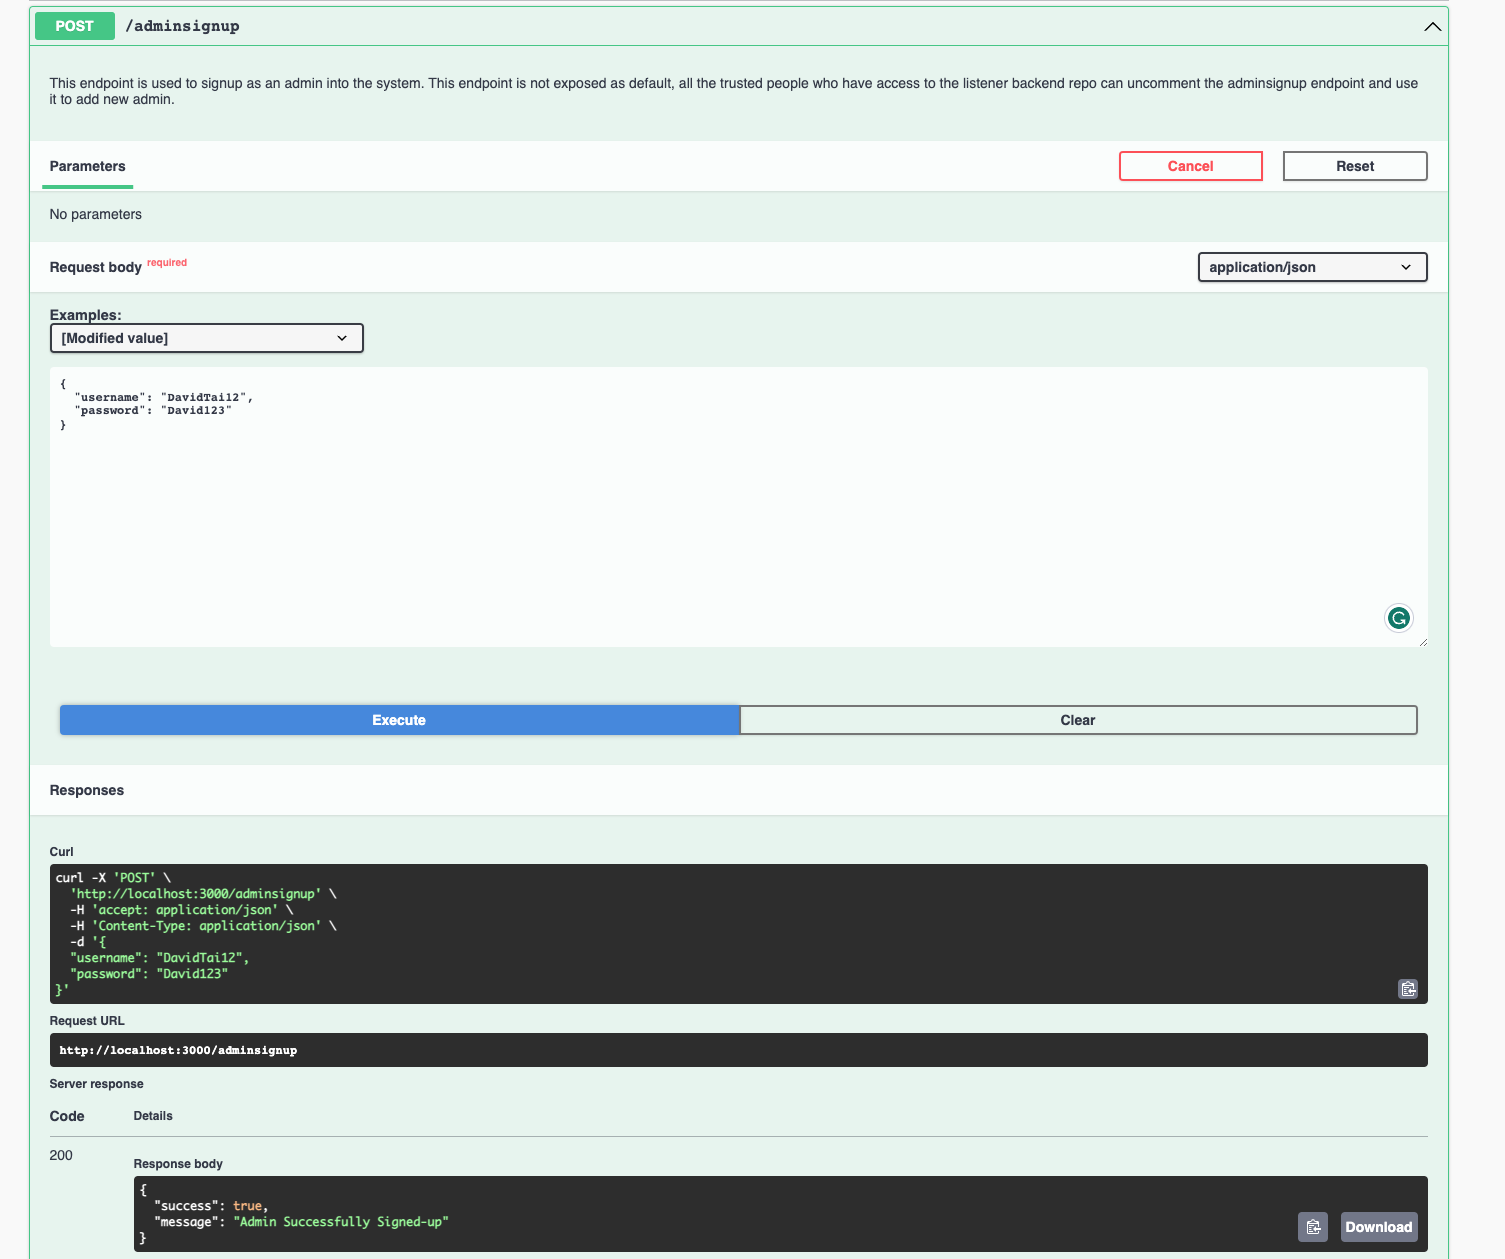 POST /adminsignup
This endpoint is used to signup as an admin into the system. This endpoint is not exposed as default, all the trusted people who have access to the listener backend repo can uncomment the adminsignup endpoint and use
it to add new admin.
Parameters
Cancel
Reset
No parameters
Request body required
application/json
Examples:
[Modified value]
{
  "username": "DavidTai12",
  "password": "David123"
}
Execute
Clear
Responses
Curl
curl -X 'POST' \
  'http://localhost:3000/adminsignup' \
  -H 'accept: application/json' \
  -H 'Content-Type: application/json' \
  -d '{
  "username": "DavidTai12",
  "password": "David123"
}'
Request URL
http://localhost:3000/adminsignup
Server response
Code Details
200
Response body
{
  "success": true,
  "message": "Admin Successfully Signed-up"
}
Download